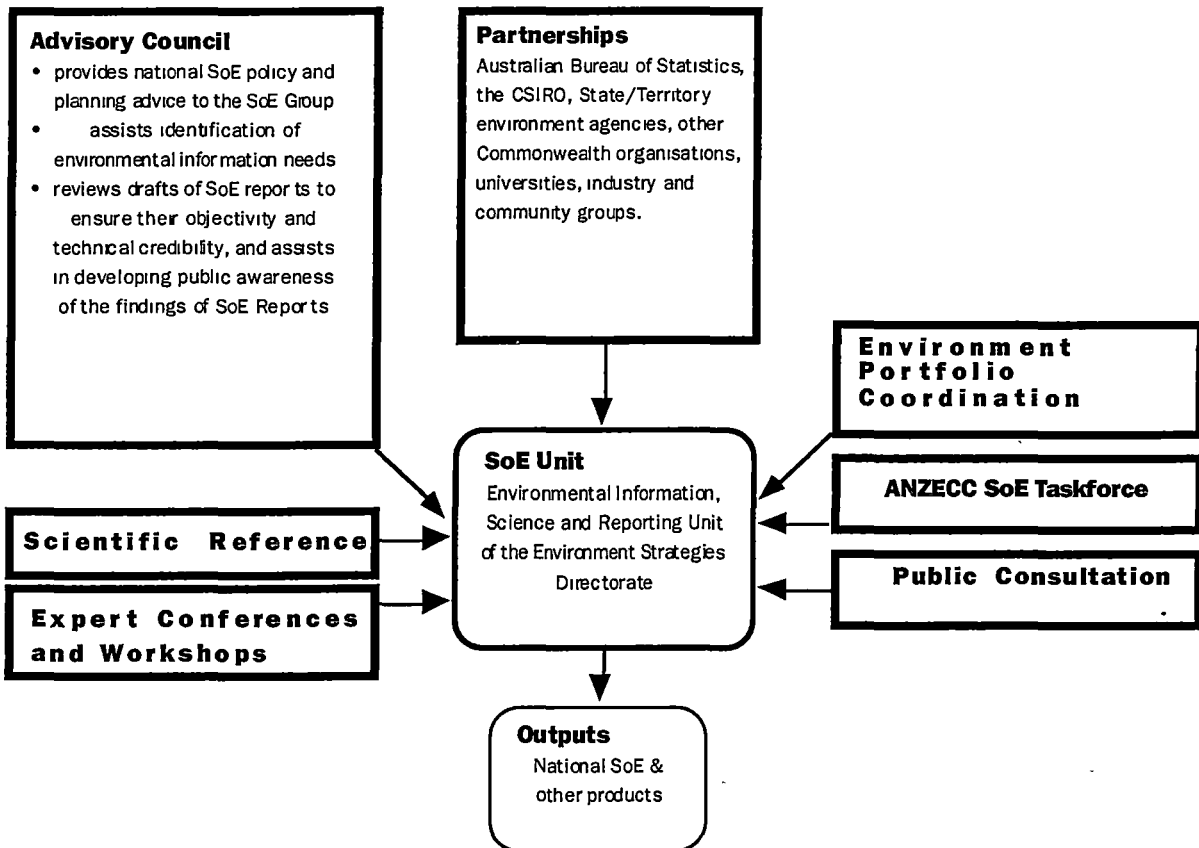 Advisory Council
• provides national SoE policy and
planning advice to the SoE Group
• assists identification of
environmental information needs
• reviews drafts of SoE reports to
ensure their objectivity and
technical credibility, and assists
in developing public awareness
of the findings of SoE Reports
Partnerships
Australian Bureau of Statistics,
the CSIRO, State/Territory
environment agencies, other
Commonwealth organisations,
universities, industry and
community groups.
Environment
Portfolio
Coordination
SoE Unit
Environmental Information,
Science and Reporting Unit
of the Environment Strategies
Directorate
ANZECC SoE Taskforce
Scientific Reference
Public Consultation
Expert Conferences
and Workshops
Outputs
National SoE &
other products